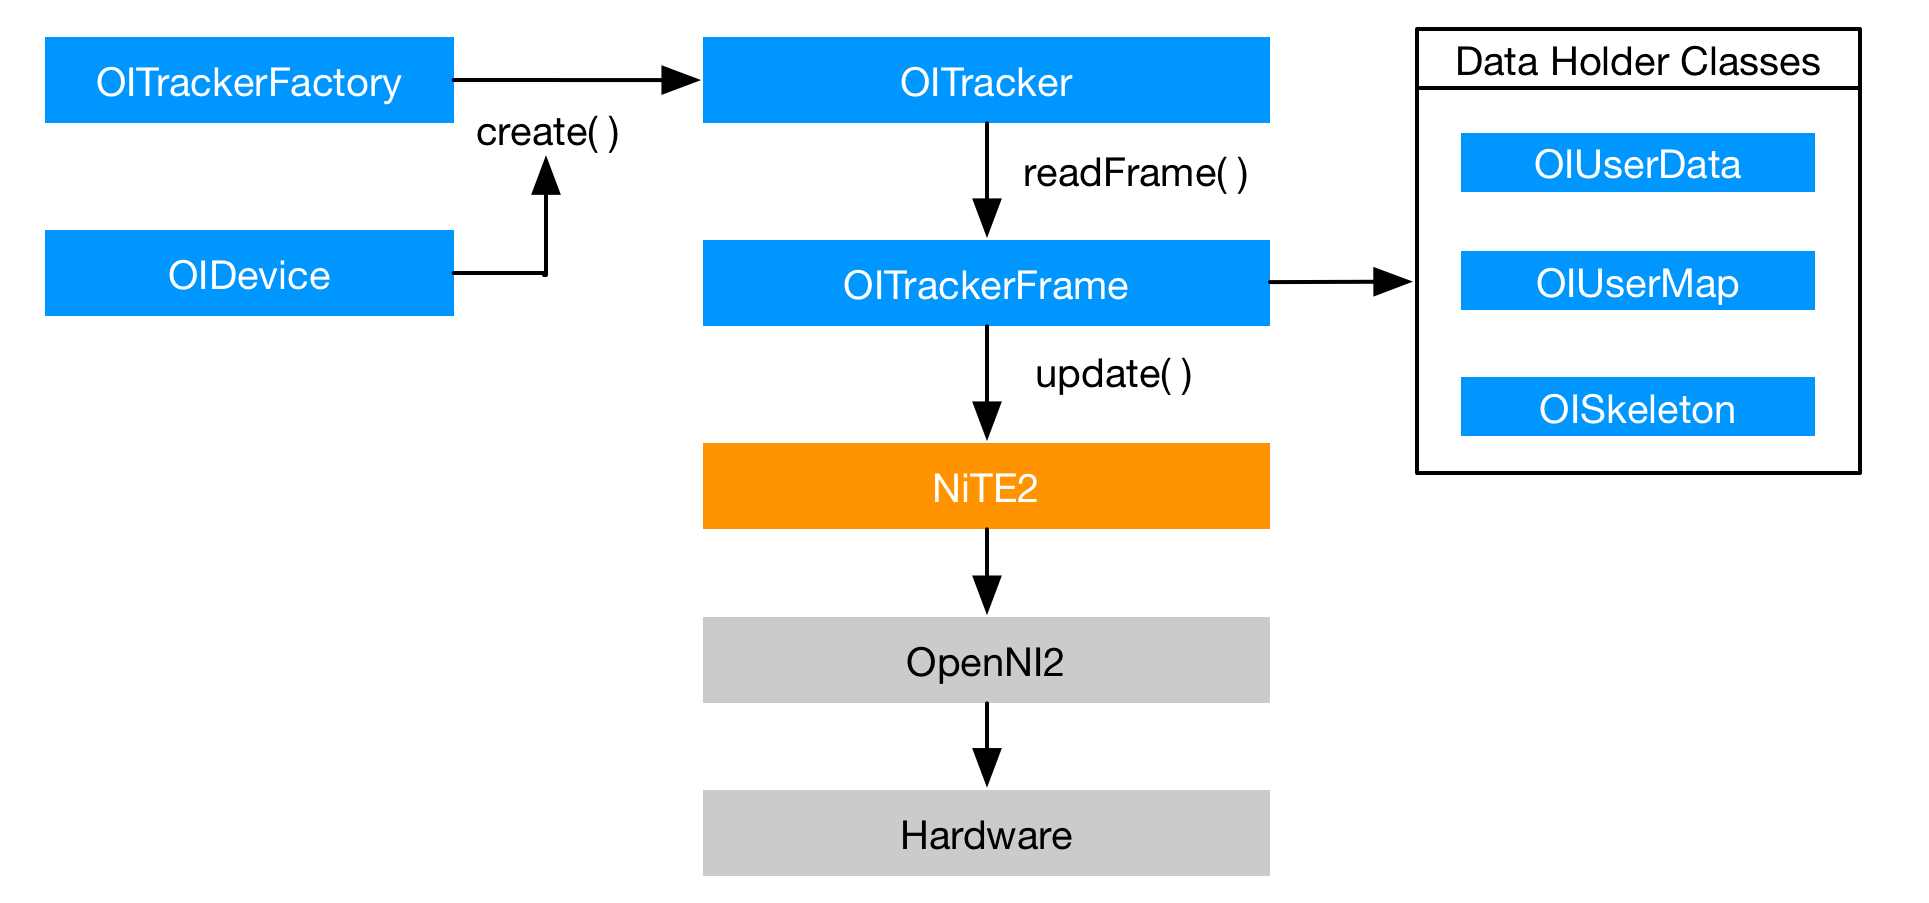 OITrackerFactory
create( )
OIDevice
OITracker
readFrame( )
OITrackerFrame
update( )
NiTE2
OpenNI2
Hardware
Data Holder Classes
OIUserData
OIUserMap
OISkeleton